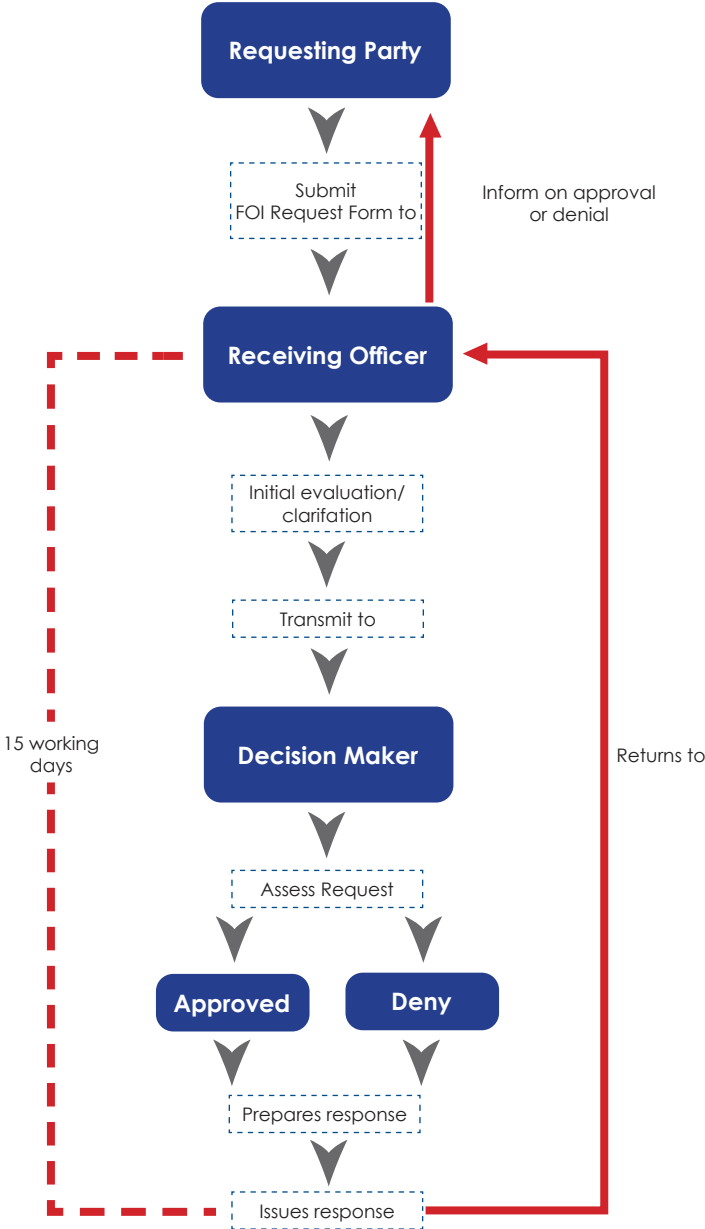 Requesting Party
Submit
FOI Request Form to
Inform on approval
or denial
Receiving Officer
Initial evaluation/
clarifation
Transmit to
Decision Maker
15 working
days
Returns to
Assess Request
Approved
Deny
Prepares response
Issues response